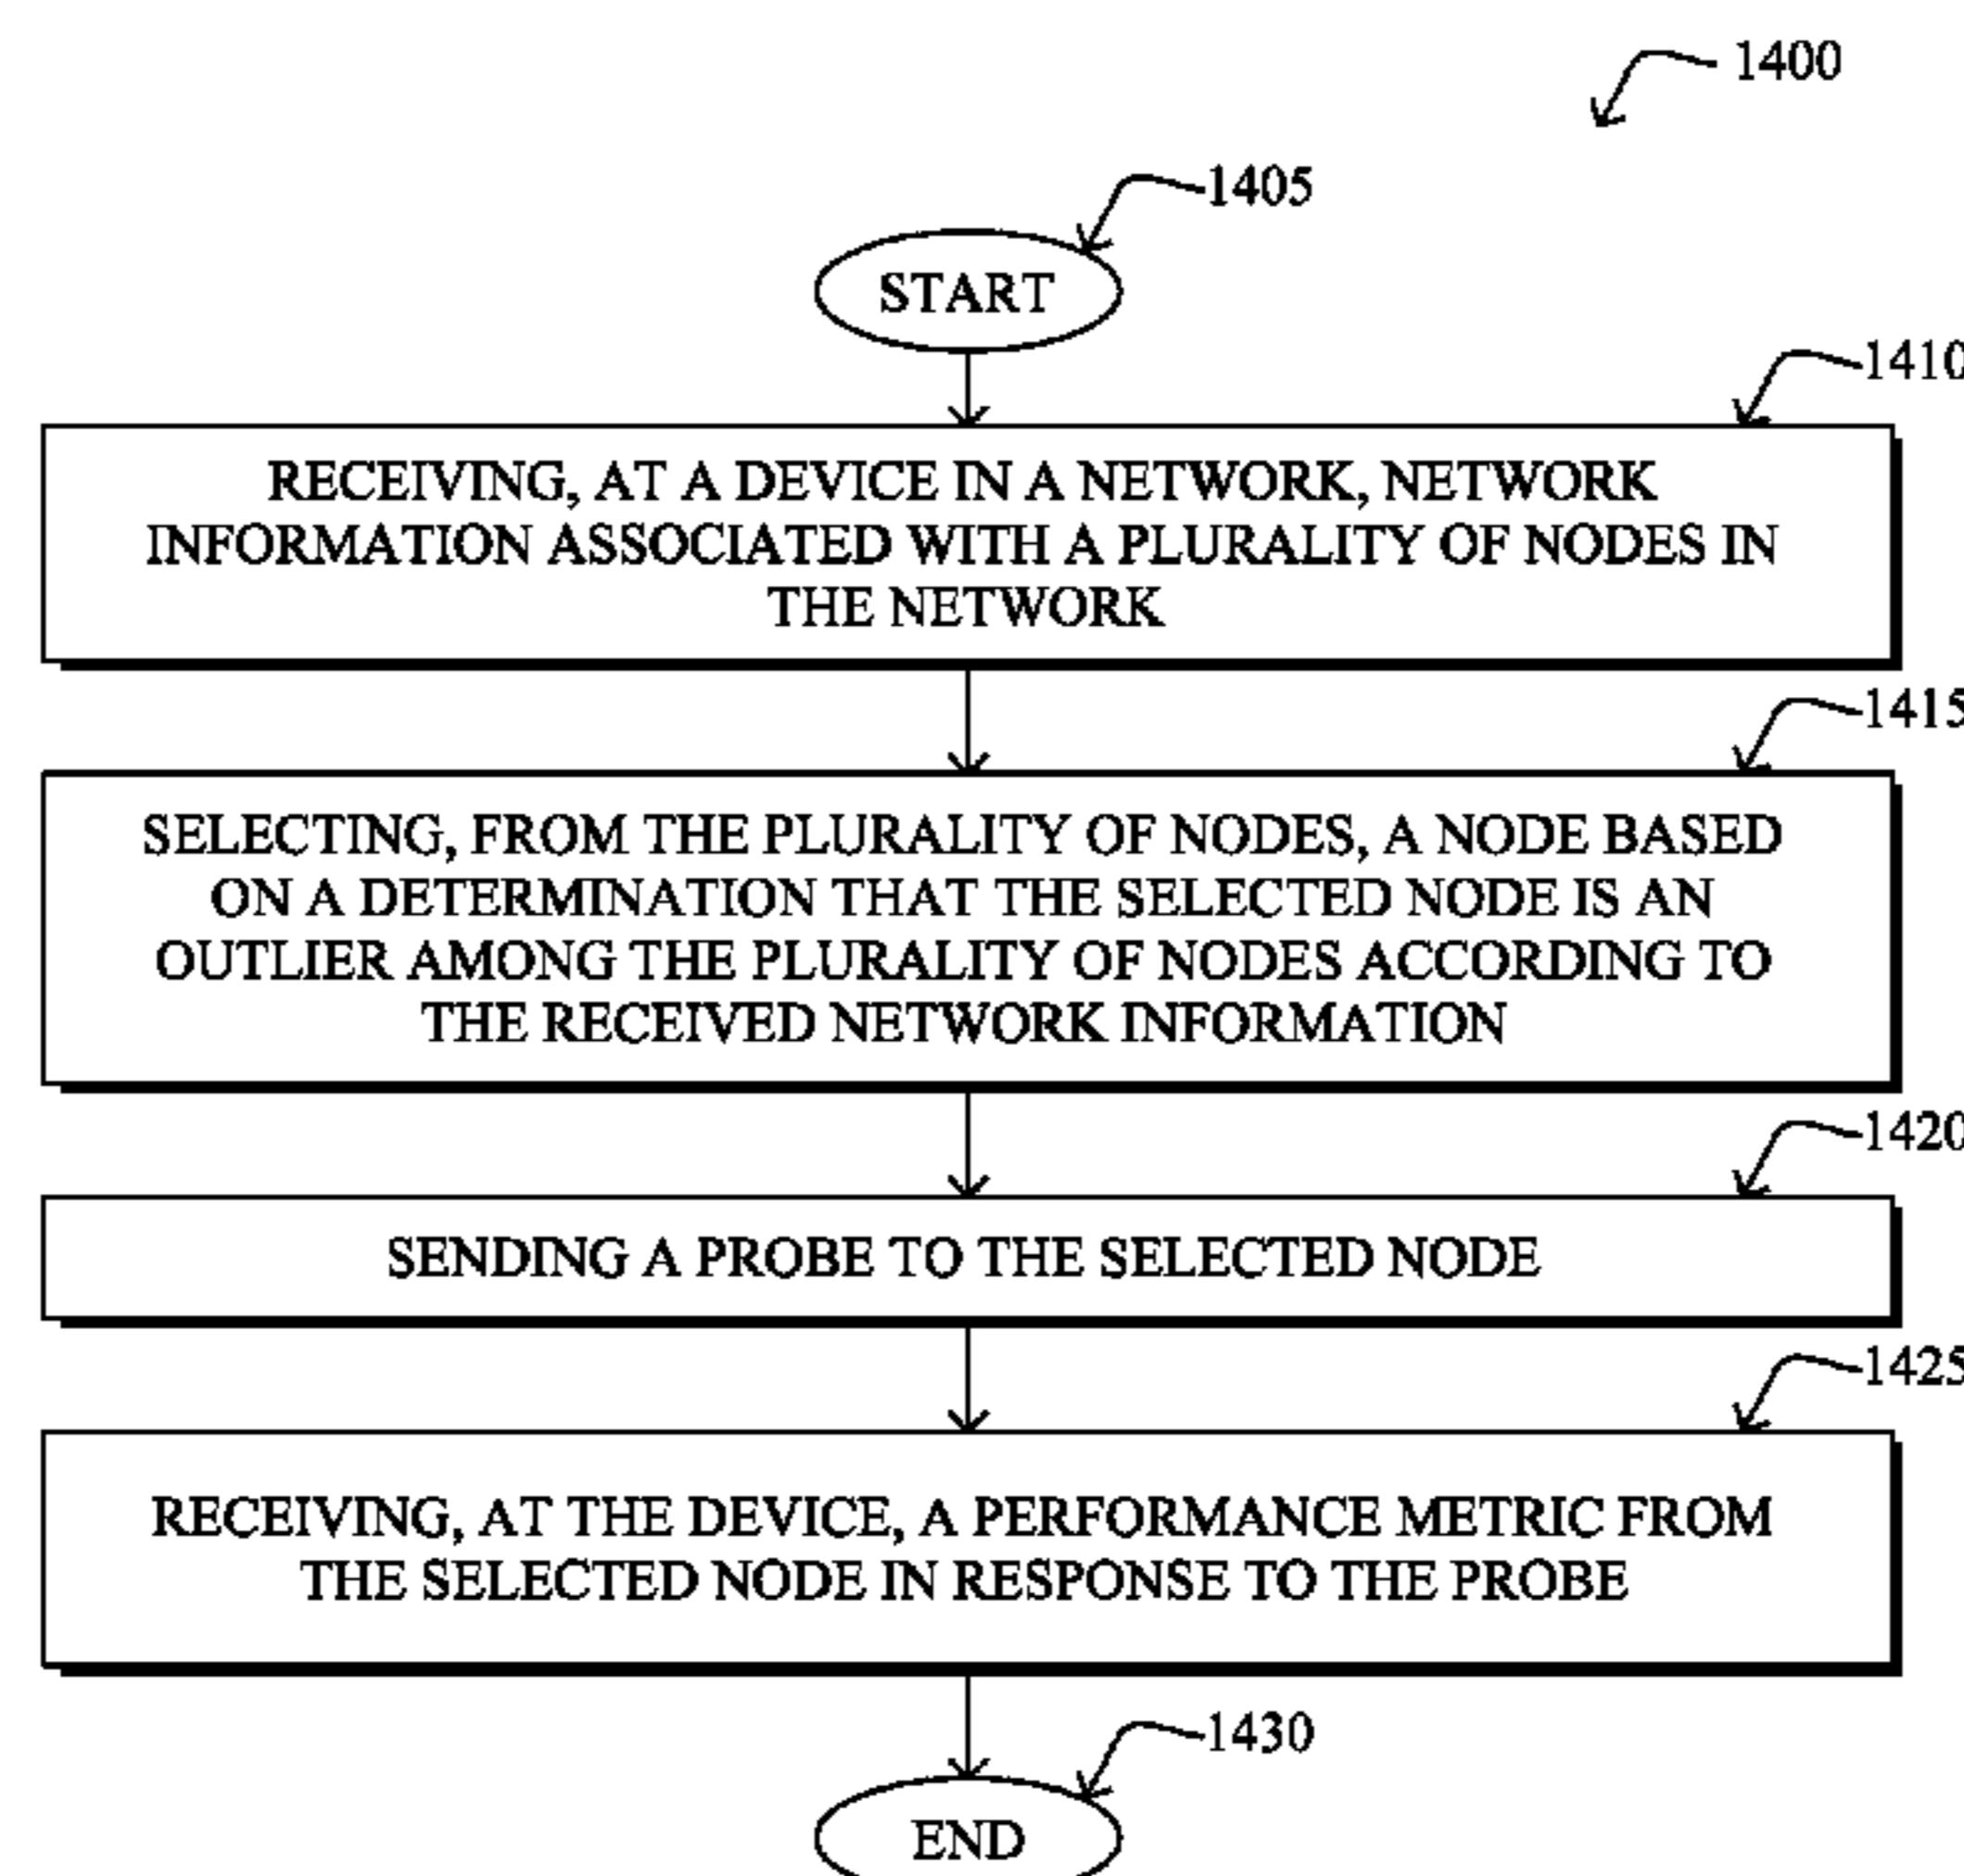 1400
1405
START
1410
RECEIVING, AT A DEVICE IN A NETWORK, NETWORK
INFORMATION ASSOCIATED WITH A PLURALITY OF NODES IN
THE NETWORK
1415
SELECTING, FROM THE PLURALITY OF NODES, A NODE BASED
ON A DETERMINATION THAT THE SELECTED NODE IS AN
OUTLIER AMONG THE PLURALITY OF NODES ACCORDING TO
THE RECEIVED NETWORK INFORMATION
1420
SENDING A PROBE TO THE SELECTED NODE
1425
RECEIVING, AT THE DEVICE, A PERFORMANCE METRIC FROM
THE SELECTED NODE IN RESPONSE TO THE PROBE
1430
END